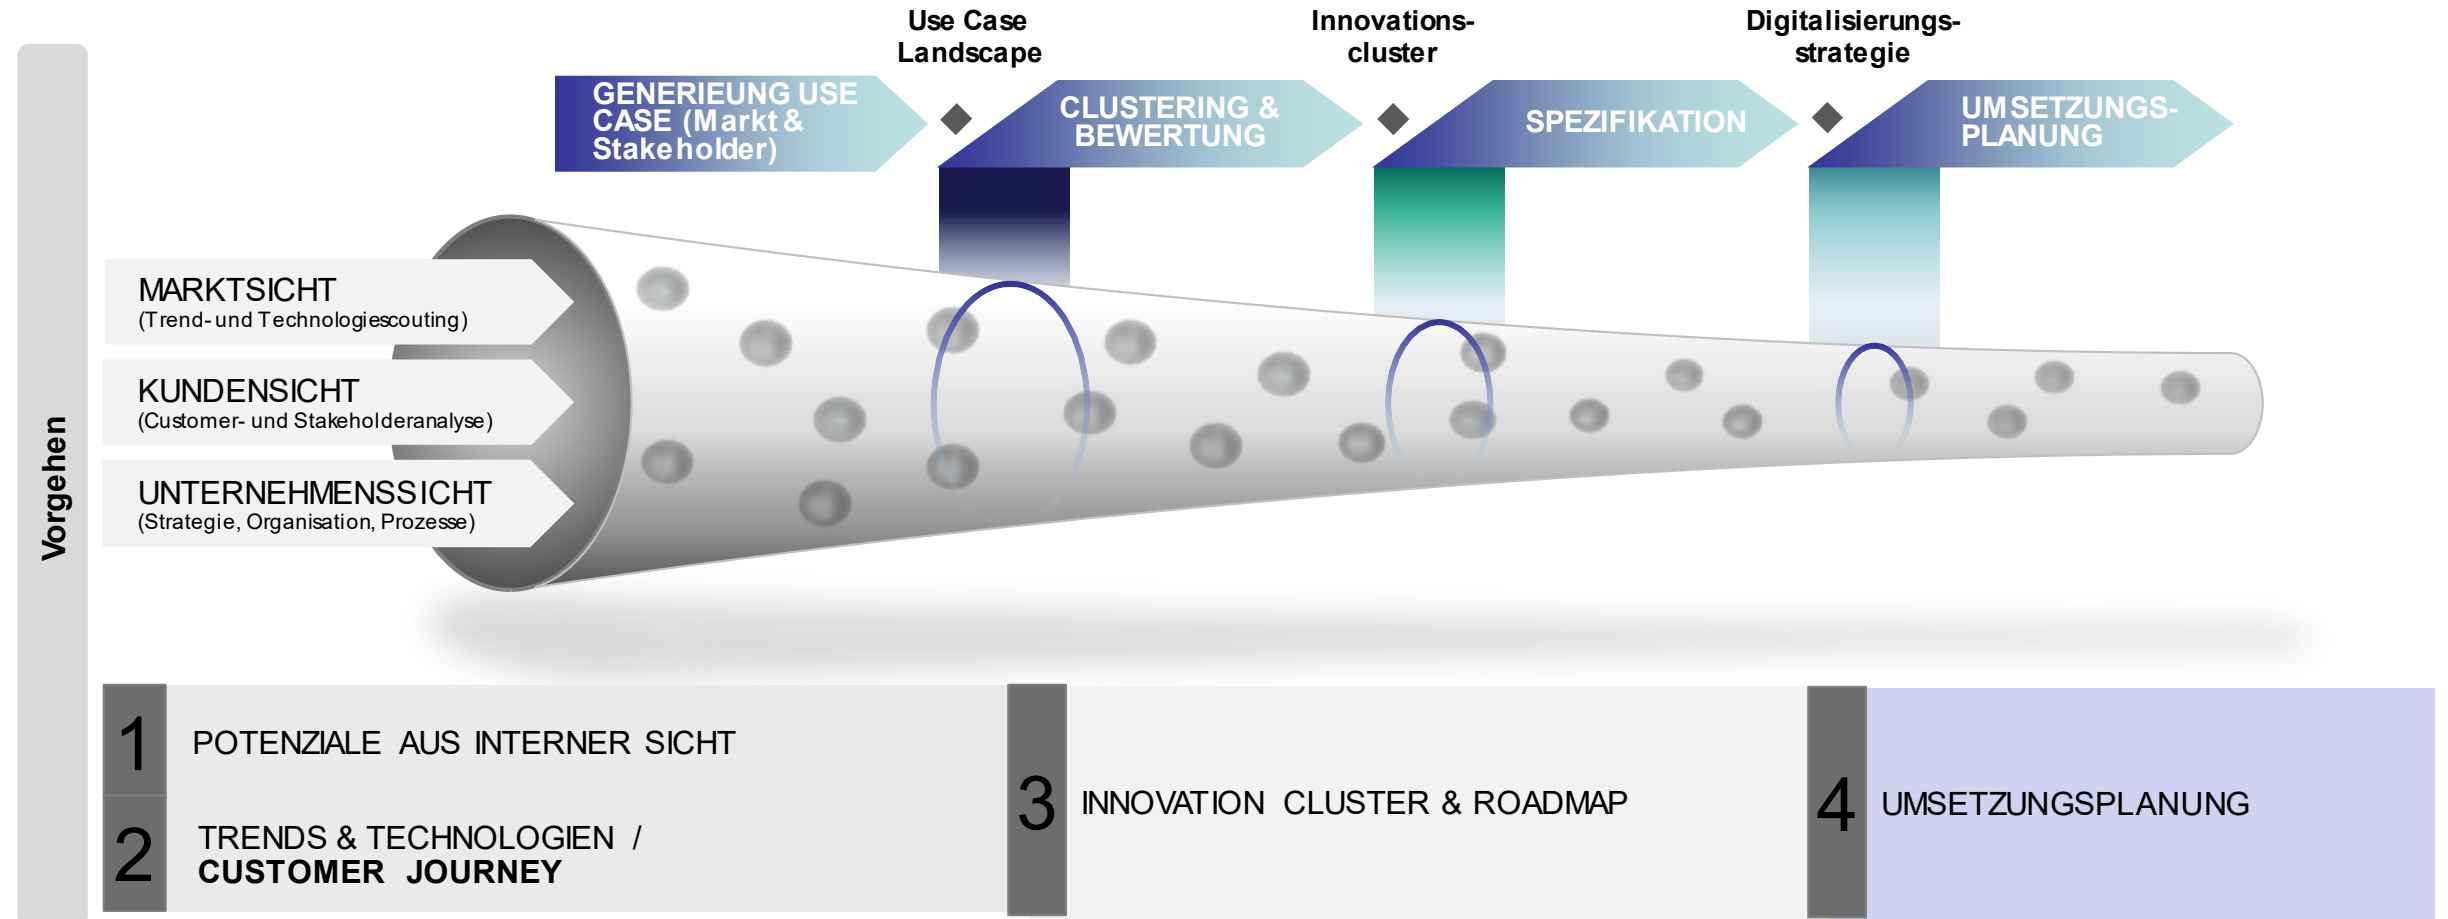 Use Case
Landscape
Innovations-
cluster
Digitalisierungs-
strategie
GENERIEUNG USE
CASE (Markt &
Stakeholder)
CLUSTERING &
BEWERTUNG
SPEZIFIKATION
UMSETZUNGS-
PLANUNG
Vorgehen
MARKTSICHT
(Trend- und Technologiescouting)
KUNDENSICHT
(Customer- und Stakeholderanalyse)
UNTERNEHMENSSICHT
(Strategie, Organisation, Prozesse)
1
POTENZIALE AUS INTERNER SICHT
2
TRENDS & TECHNOLOGIEN /
CUSTOMER JOURNEY
3
INNOVATION CLUSTER & ROADMAP
4
UMSETZUNGSPLANUNG